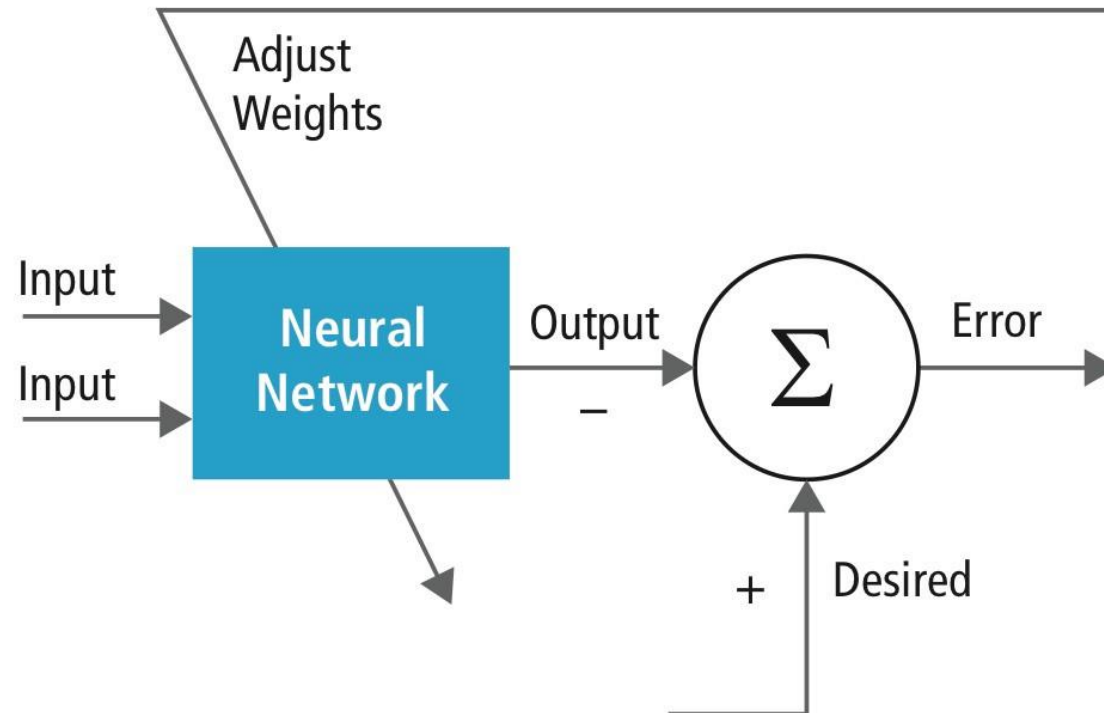 Adjust
Weights
Input
Input
Neural
Network
Output
−
Σ
Error
+
Desired